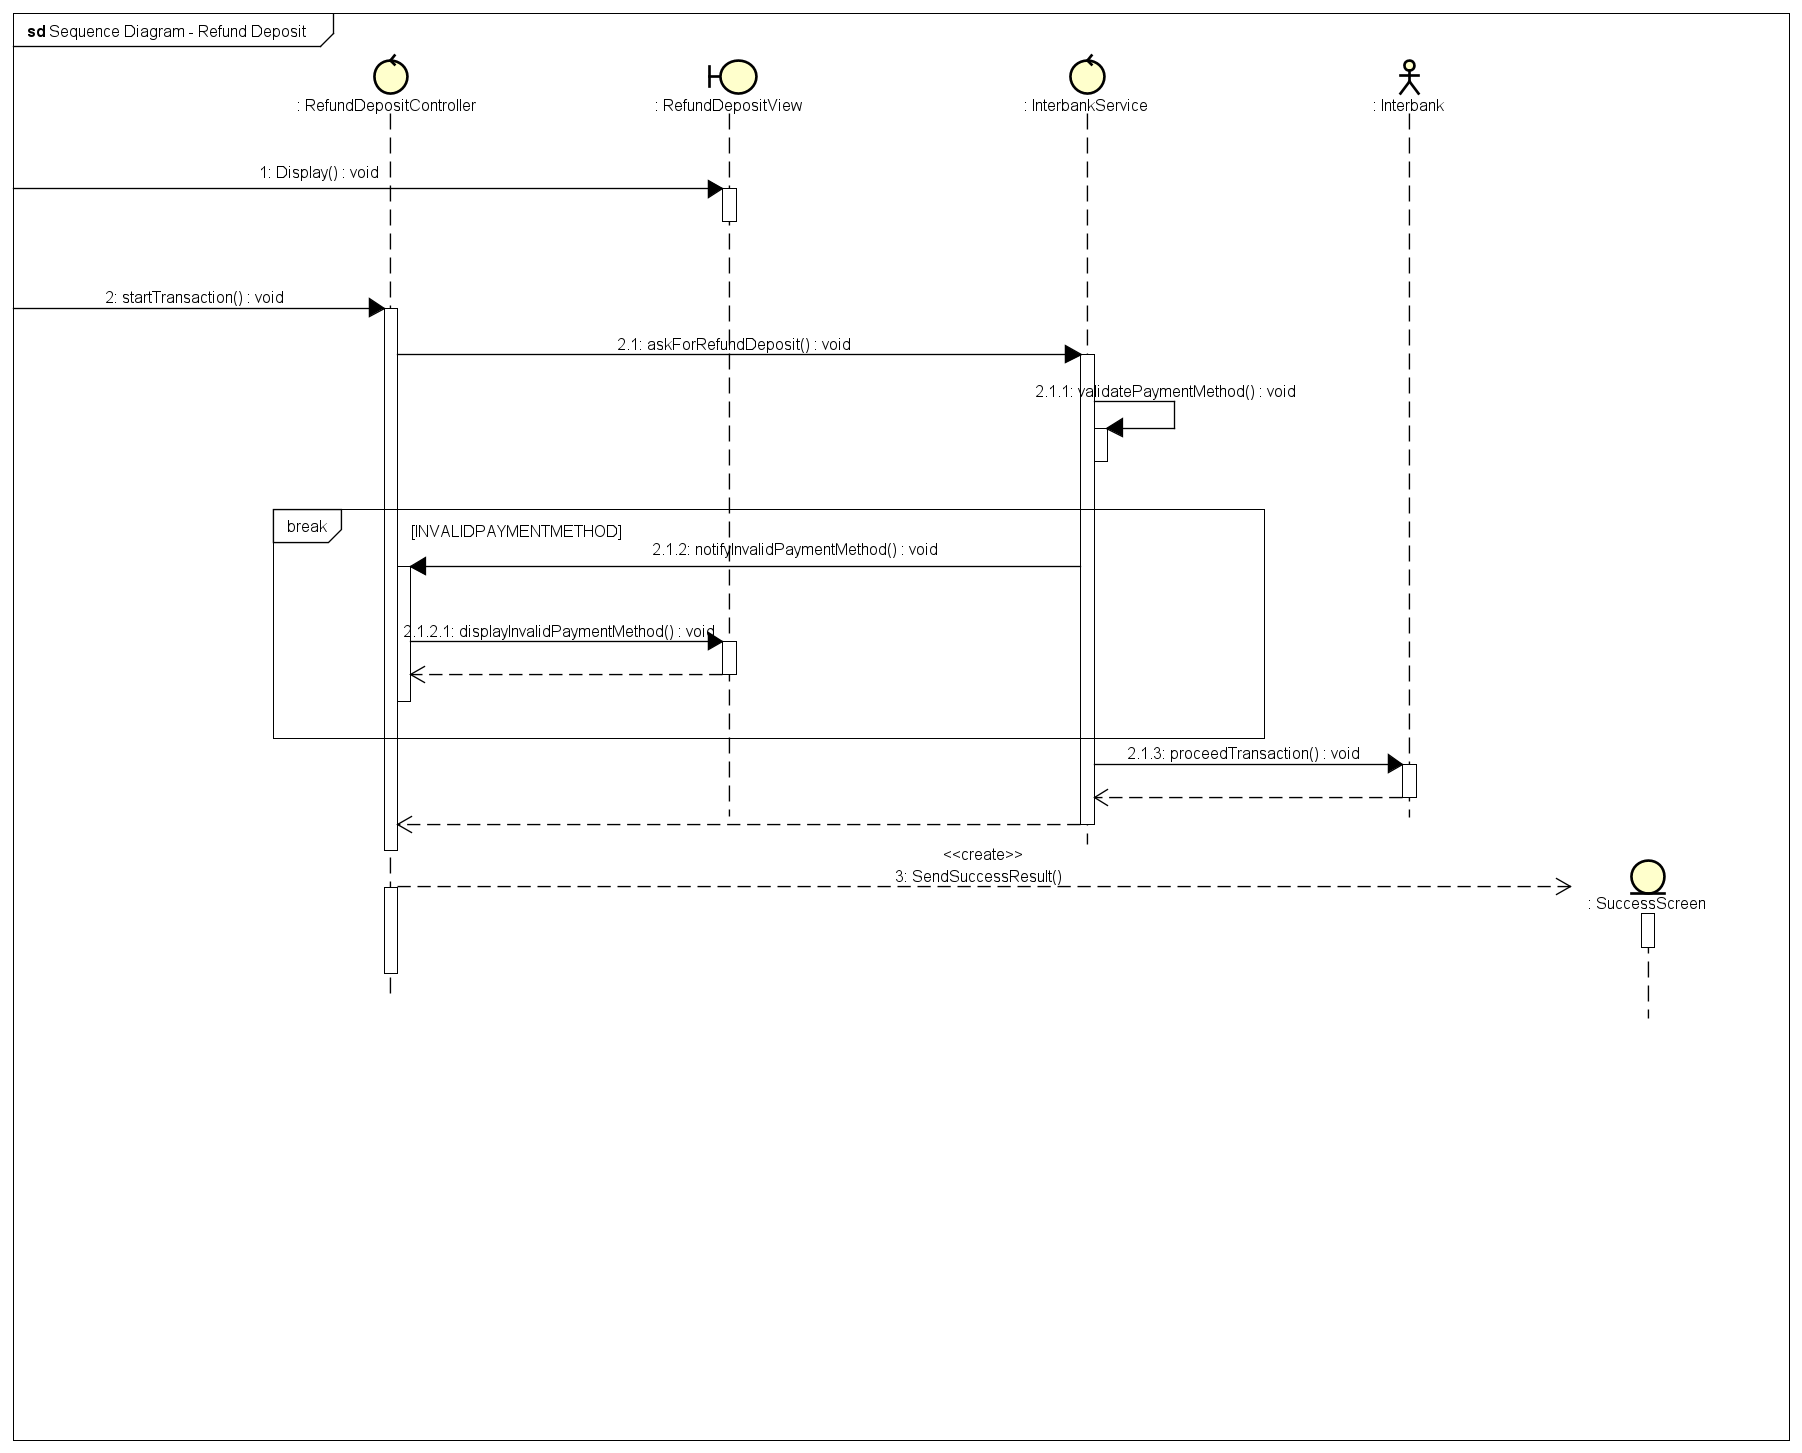 sd Sequence Diagram - Refund Deposit
: RefundDepositController
: RefundDepositView
: InterbankService
: Interbank
1: Display() : void
2: startTransaction() : void
2.1: askForRefundDeposit() : void
2.1.1: validatePaymentMethod() : void
break
[INVALIDPAYMENTMETHOD]
2.1.2: notifyInvalidPaymentMethod() : void
2.1.2.1: displayInvalidPaymentMethod() : void
2.1.3: proceedTransaction() : void
<<create>>
3: SendSuccessResult()
: SuccessScreen